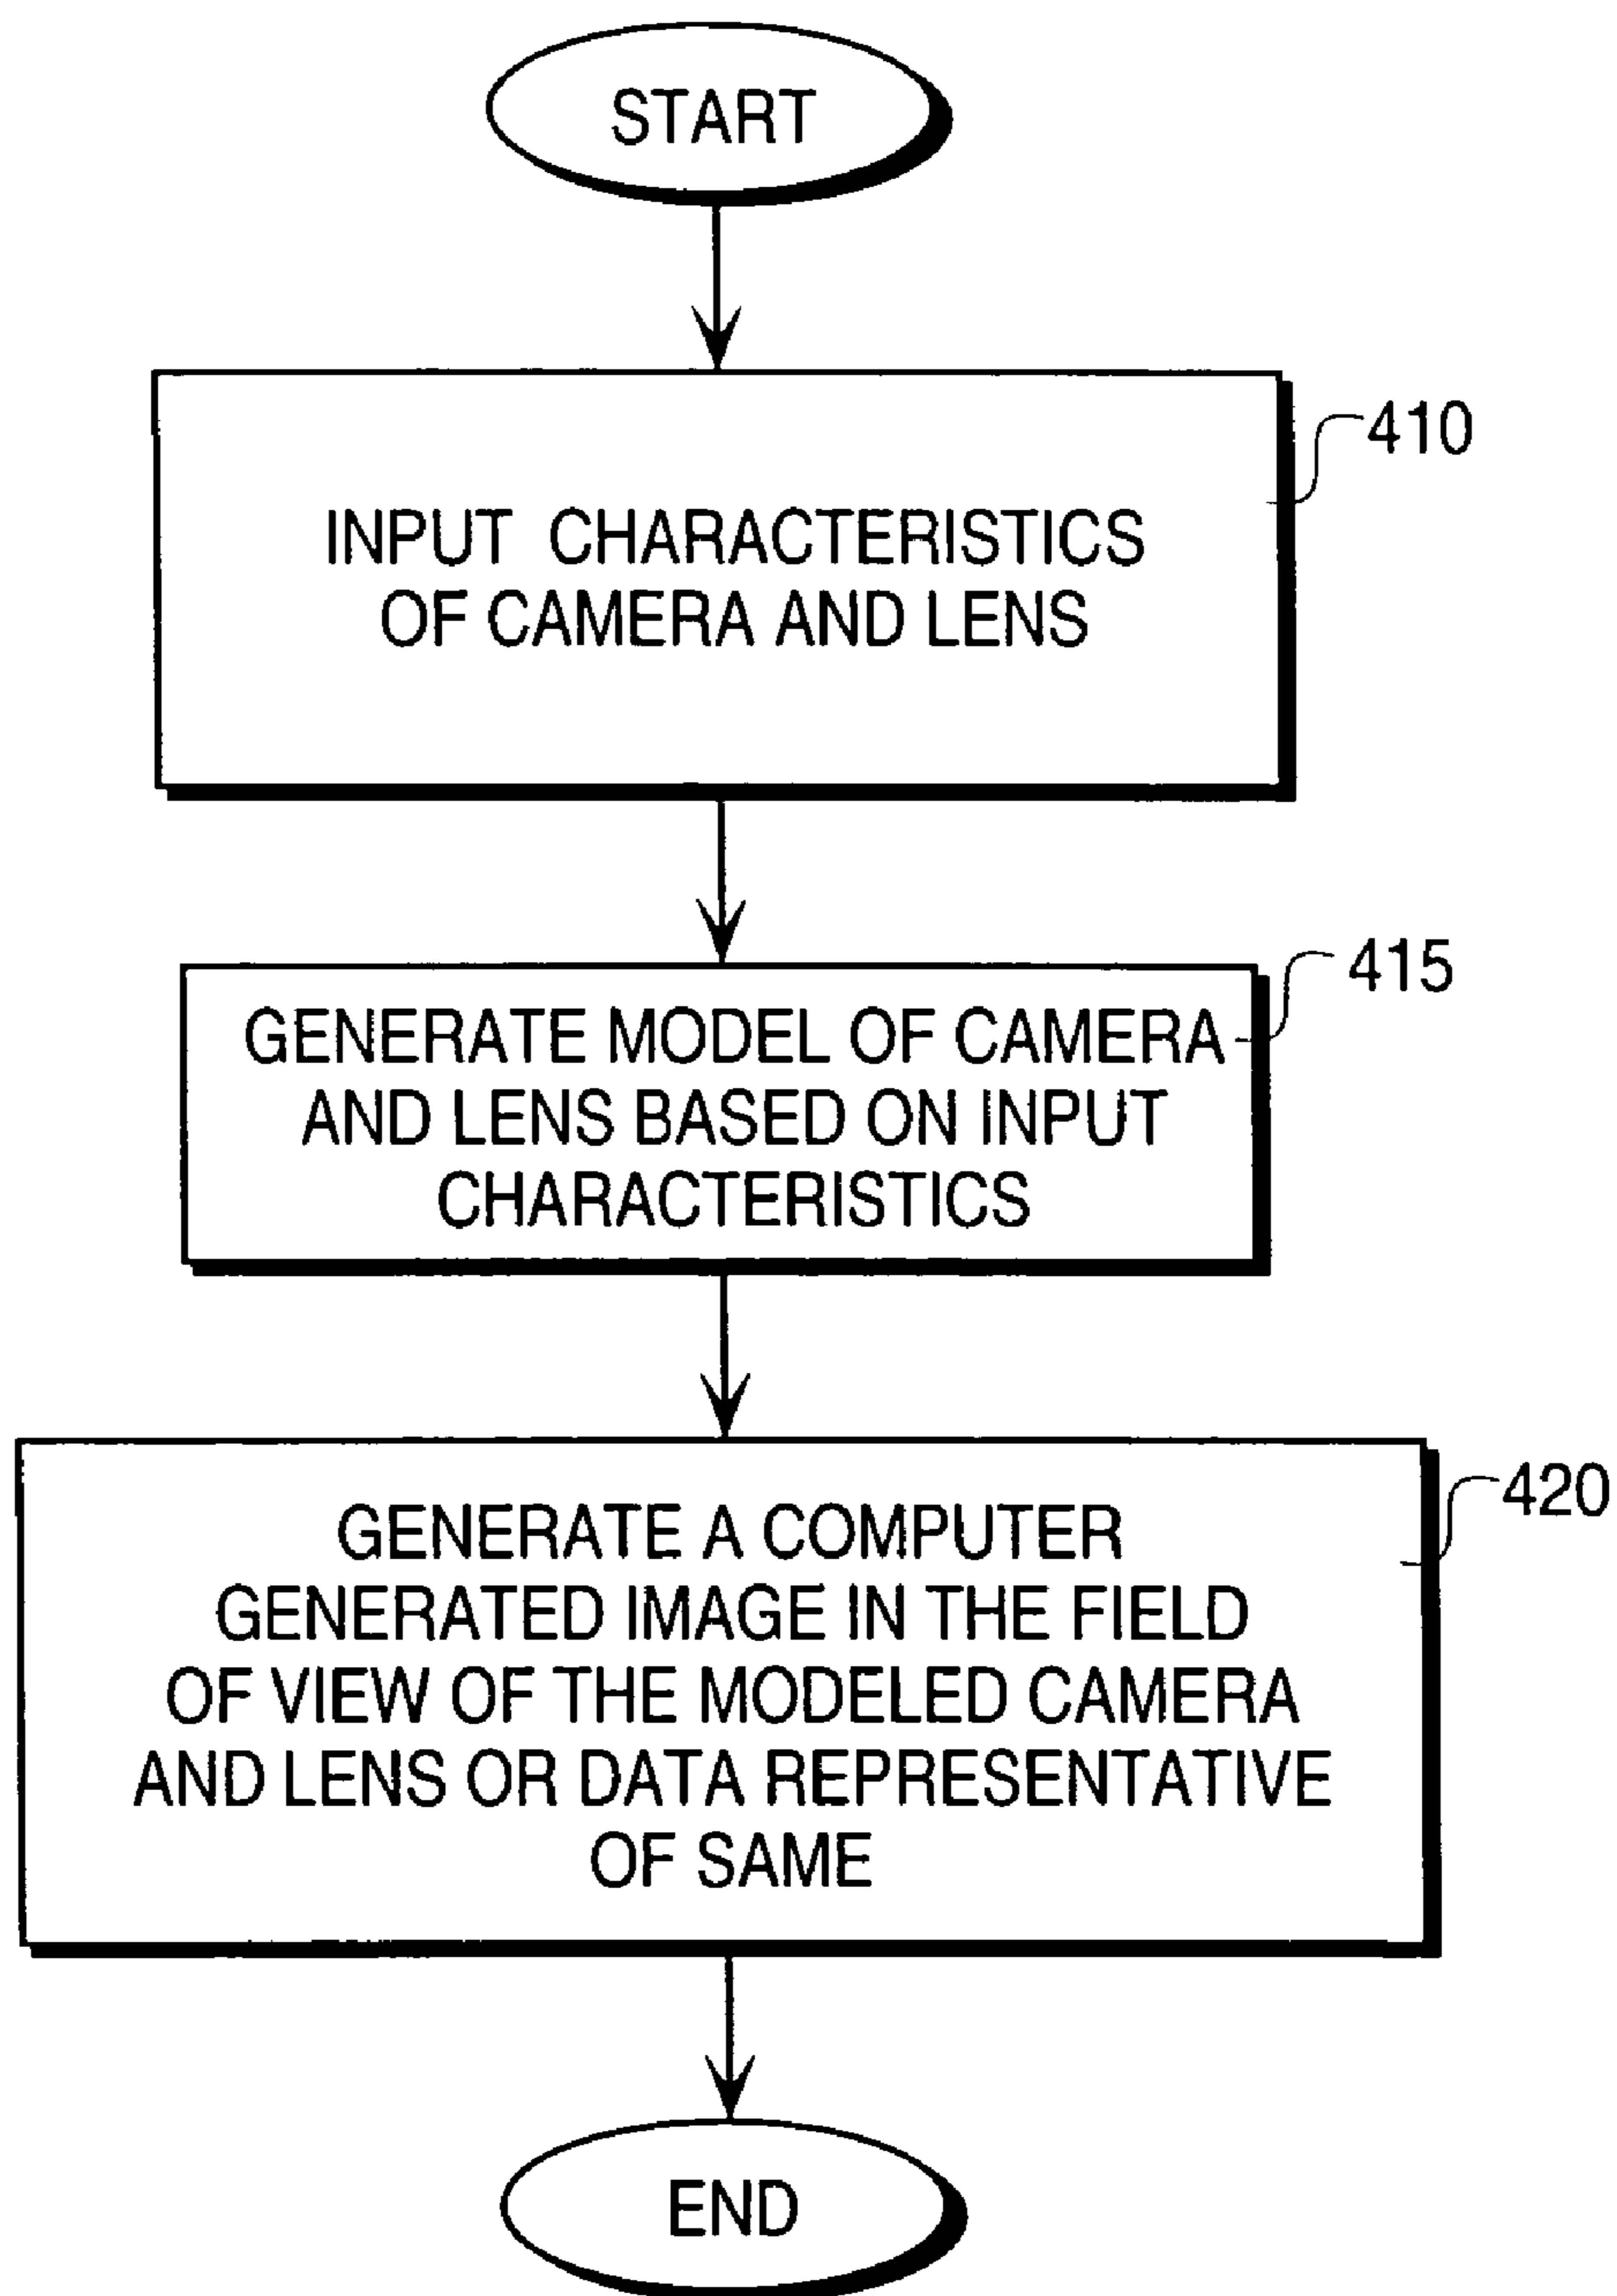 START
INPUT CHARACTERISTICS
OF CAMERA AND LENS
410
GENERATE MODEL OF CAMERA
AND LENS BASED ON INPUT
CHARACTERISTICS
415
GENERATE A COMPUTER
GENERATED IMAGE IN THE FIELD
OF VIEW OF THE MODELED CAMERA
AND LENS OR DATA REPRESENTATIVE
OF SAME
420
END